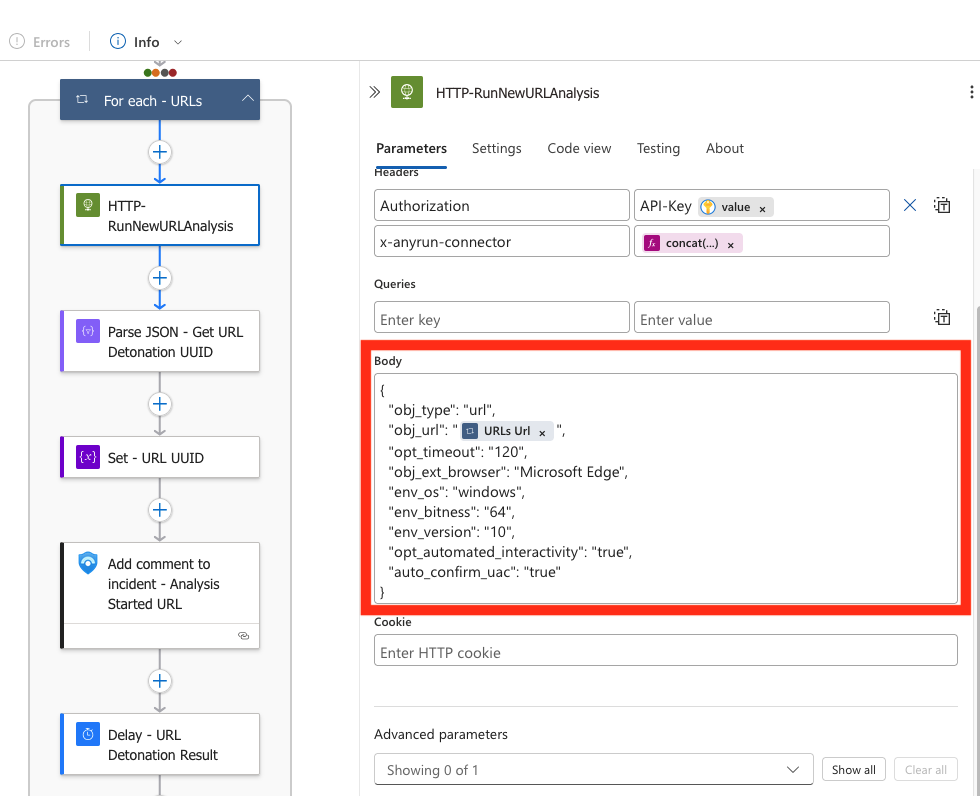 Errors
Info
For each - URLs
HTTP-
RunNewURLAnalysis
Parse JSON - Get URL
Detonation UUID
Set - URL UUID
Add comment to
incident - Analysis
Started URL
Delay - URL
Detonation Result
HTTP-RunNewURLAnalysis
Parameters Settings Code view Testing About
Headers
Authorization API-Key value ×
x-anyrun-connector concat(...) ×
Queries
Enter key Enter value
Body
{
"obj_type": "url",
"obj_url": " URLs Url × ",
"opt_timeout": "120",
"obj_ext_browser": "Microsoft Edge",
"env_os": "windows",
"env_bitness": "64",
"env_version": "10",
"opt_automated_interactivity": "true",
"auto_confirm_uac": "true"
}
Cookie
Enter HTTP cookie
Advanced parameters
Showing 0 of 1 Show all Clear all